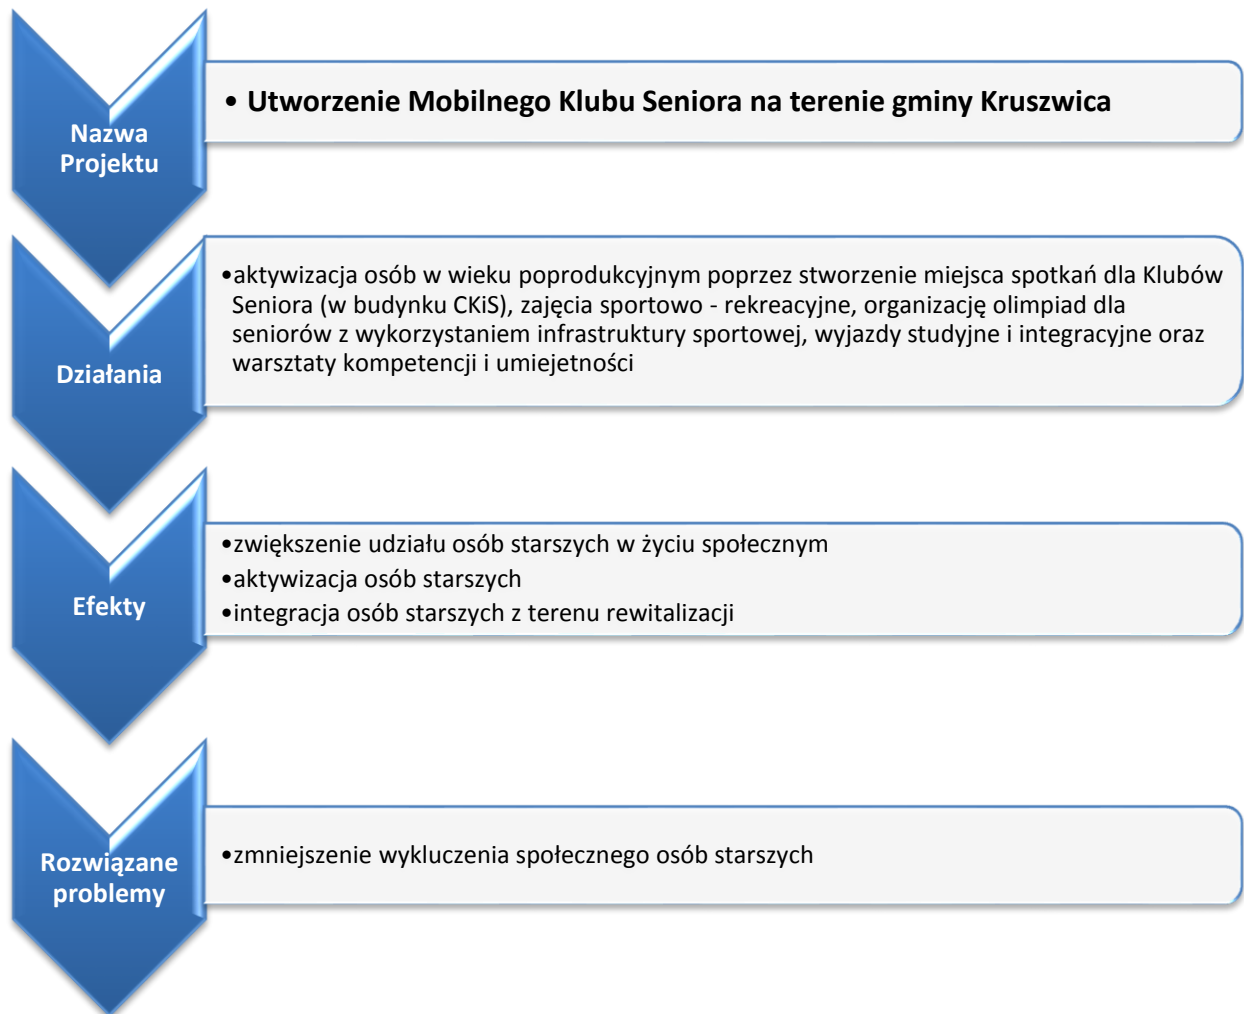 Nazwa
Projektu
• Utworzenie Mobilnego Klubu Seniora na terenie gminy Kruszwica
Działania
•aktywizacja osób w wieku poprodukcyjnym poprzez stworzenie miejsca spotkań dla Klubów
Seniora (w budynku CKiS), zajęcia sportowo - rekreacyjne, organizację olimpiad dla
seniorów z wykorzystaniem infrastruktury sportowej, wyjazdy studyjne i integracyjne oraz
warsztaty kompetencji i umiejetności
Efekty
•zwiększenie udziału osób starszych w życiu społecznym
•aktywizacja osób starszych
•integracja osób starszych z terenu rewitalizacji
Rozwiązane
problemy
•zmniejszenie wykluczenia społecznego osób starszych